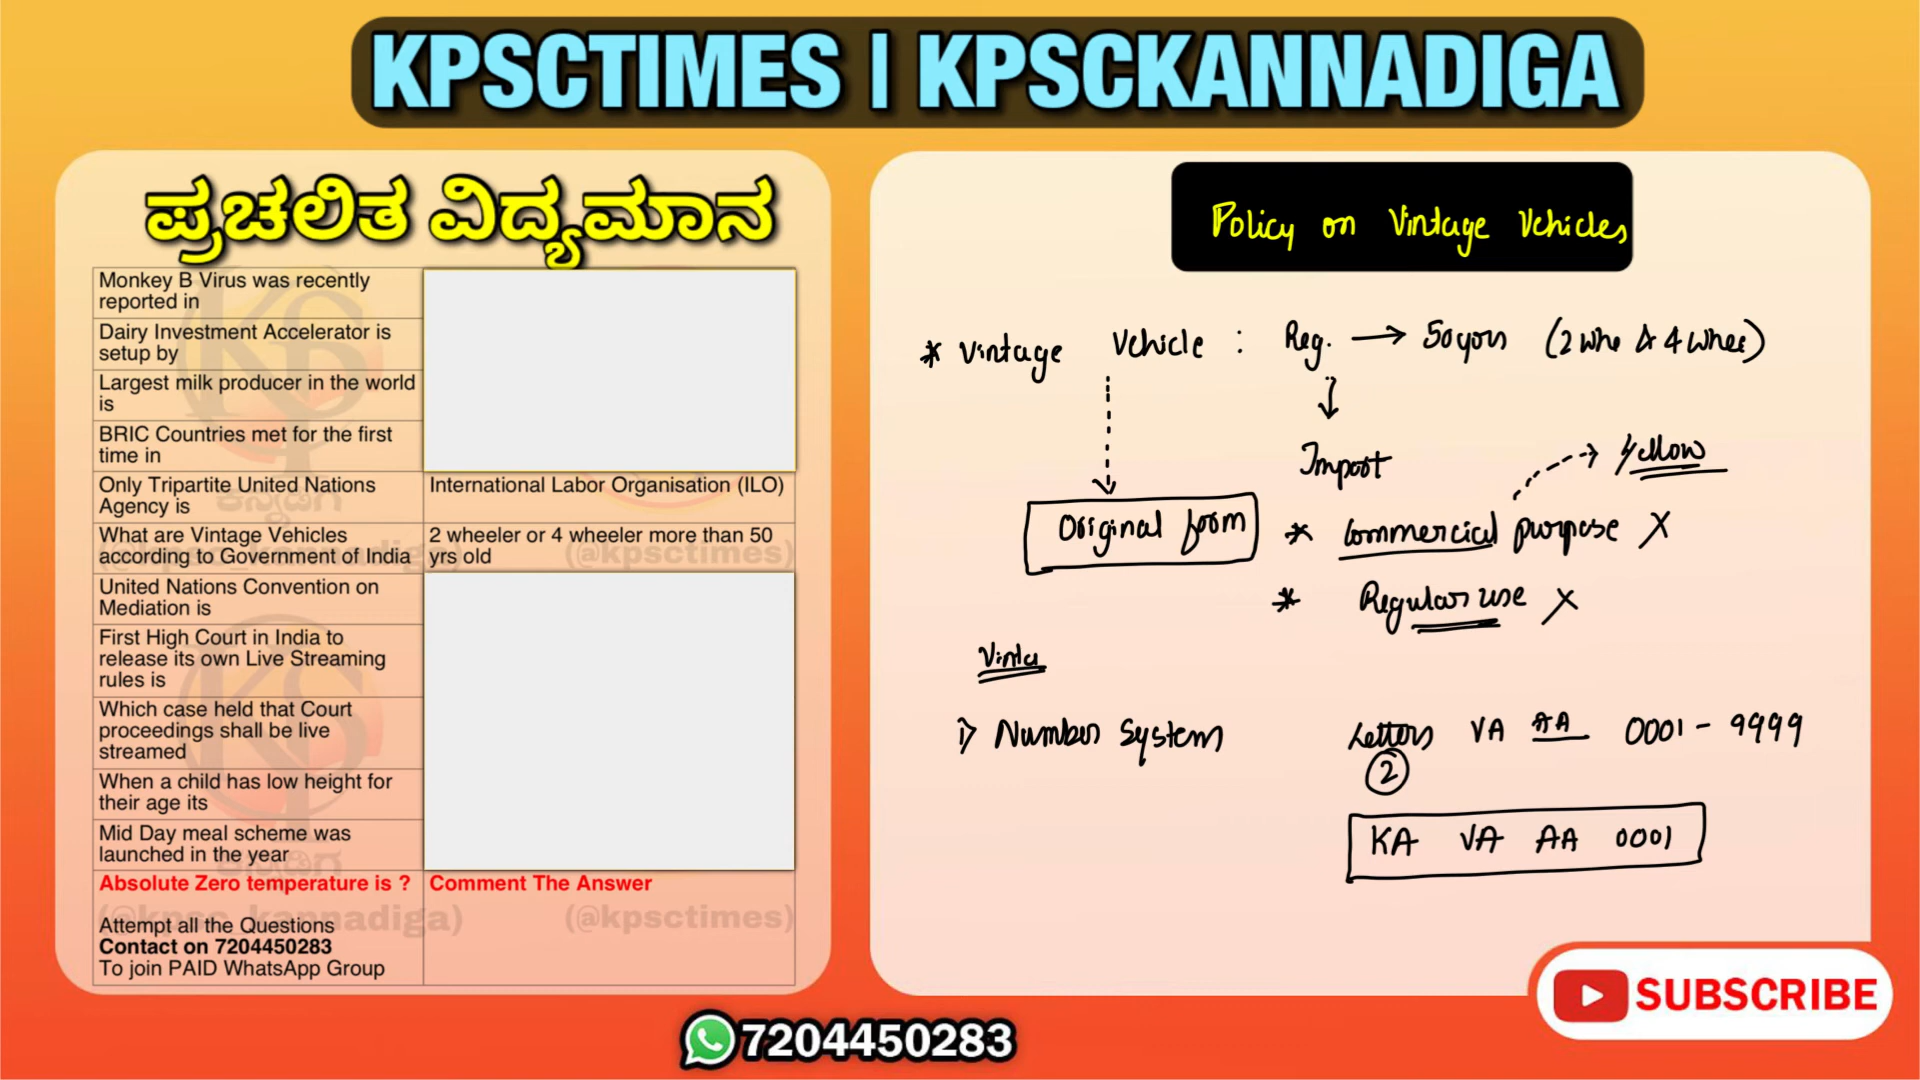 KPSCTIMES | KPSCKANNADIGA
ಪ್ರಚಲಿತ ವಿದ್ಯಮಾನ
Monkey B Virus was recently
reported in
Dairy Investment Accelerator is
setup by
Largest milk producer in the world
is
BRIC Countries met for the first
time in
Only Tripartite United Nations
Agency is
International Labor Organisation (ILO)
What are Vintage Vehicles
according to Government of India
2 wheeler or 4 wheeler more than 50
yrs old
United Nations Convention on
Mediation is
First High Court in India to
release its own Live Streaming
rules is
Which case held that Court
proceedings shall be live
streamed
When a child has low height for
their age its
Mid Day meal scheme was
launched in the year
Absolute Zero temperature is ?
Comment The Answer
Attempt all the Questions
Contact on 7204450283
To join PAID WhatsApp Group
(@kpsc_kannadiga)
(@kpsctimes)
ಕನ್ನಡಿಗ
Policy on Vintage Vehicles
* Vintage Vehicle : Reg. → 50 (2 Whe & 4 Whee)
Import
Yellow
Original form
* Commercial purpose X
* Regular use X
Vinta
1) Number System Letters VA AA 0001 - 9999
2
KA VA AA 0001
SUBSCRIBE
7204450283